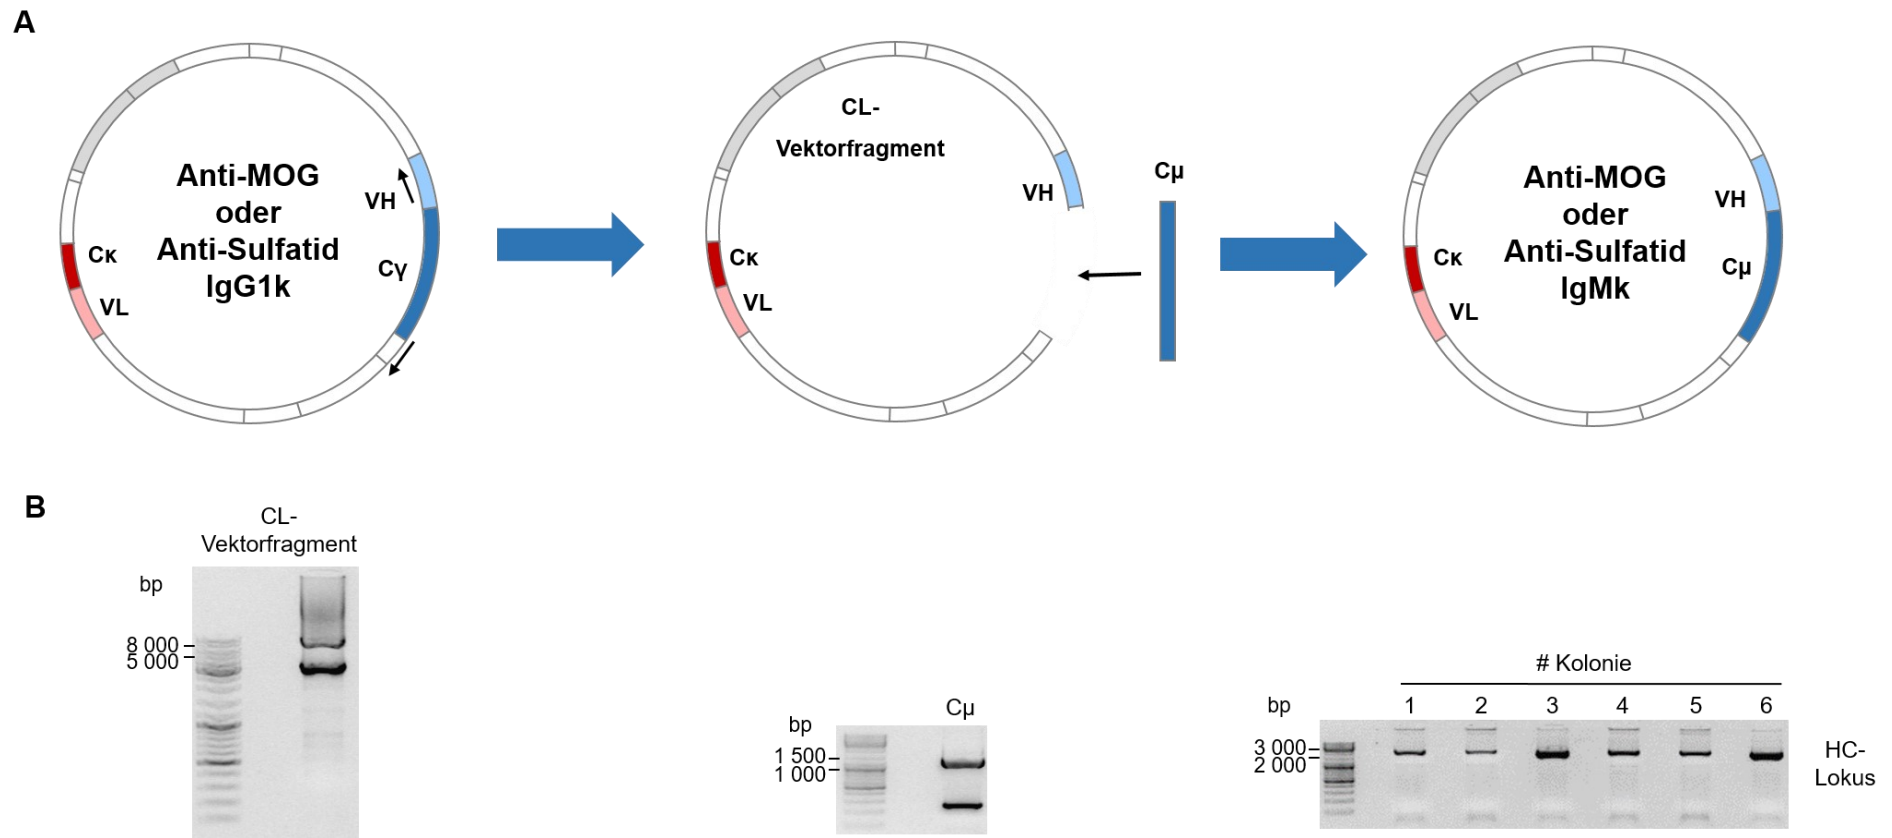 A
Anti-MOG
oder
Anti-Sulfatid
IgG1k
VH
Cγ
Cκ
VL
CL-
Vektorfragment
VH
Cκ
VL
Cμ
Anti-MOG
oder
Anti-Sulfatid
IgMk
VH
Cμ
Cκ
VL
B
CL-
Vektorfragment
bp
8 000
5 000
Cμ
bp
1 500
1 000
# Kolonie
bp
1 2 3 4 5 6
3 000
2 000
HC-
Lokus